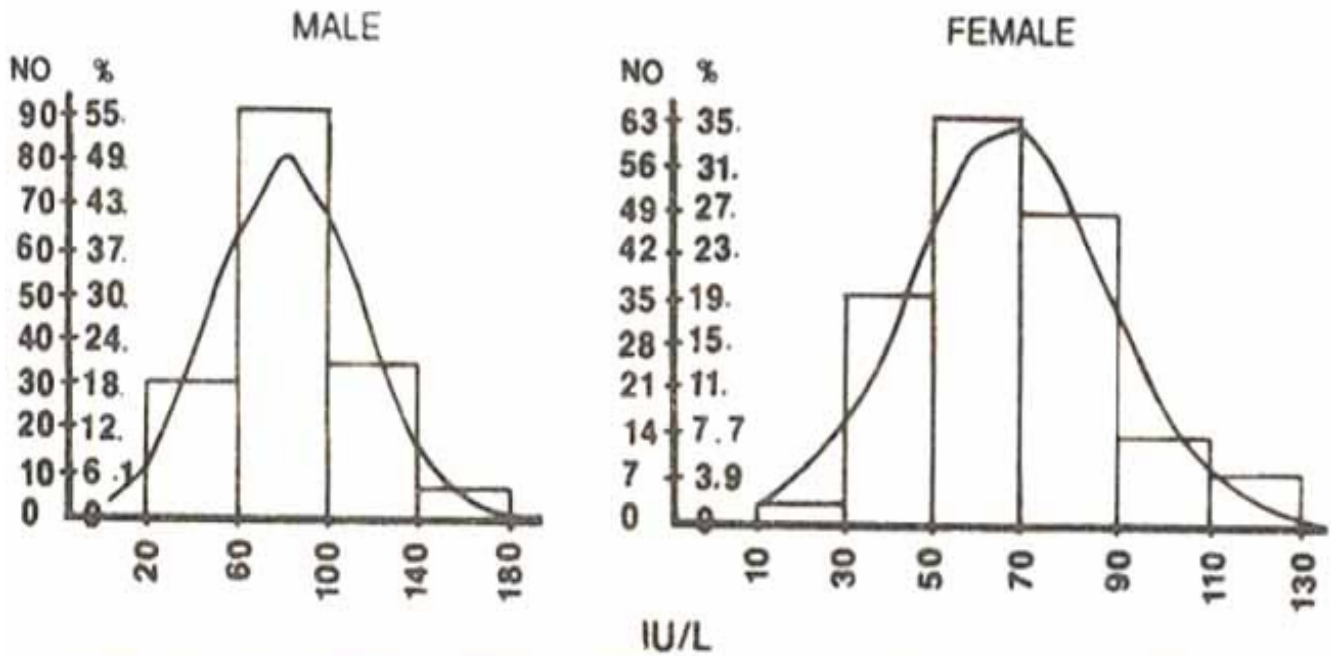 MALE
FEMALE
NO %
90 55.
80 49.
70 43.
60 37.
50 30.
40 24.
30 18.
20 12.
10 6.1
0 0
20 60 100 140 180
NO %
63 35.
56 31.
49 27.
42 23.
35 19.
28 15.
21 11.
14 7.7
7 3.9
0 0
10 30 50 70 90 110 130
IU/L